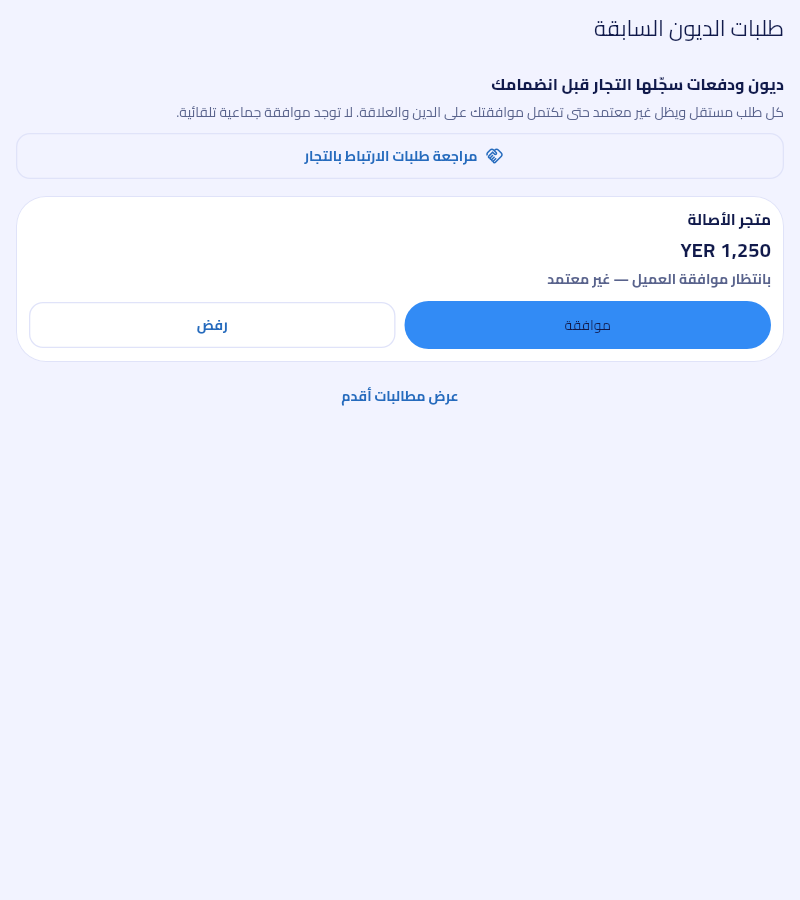 طلبات الديون السابقة
ديون ودفعات سجّلها التجار قبل انضمامك
كل طلب مستقل ويظل غير معتمد حتى تكتمل موافقتك على الدين والعلاقة. لا توجد موافقة جماعية تلقائية.
مراجعة طلبات الارتباط بالتجار
متجر الأصالة
YER 1,250
بانتظار موافقة العميل — غير معتمد
موافقة
رفض
عرض مطالبات أقدم